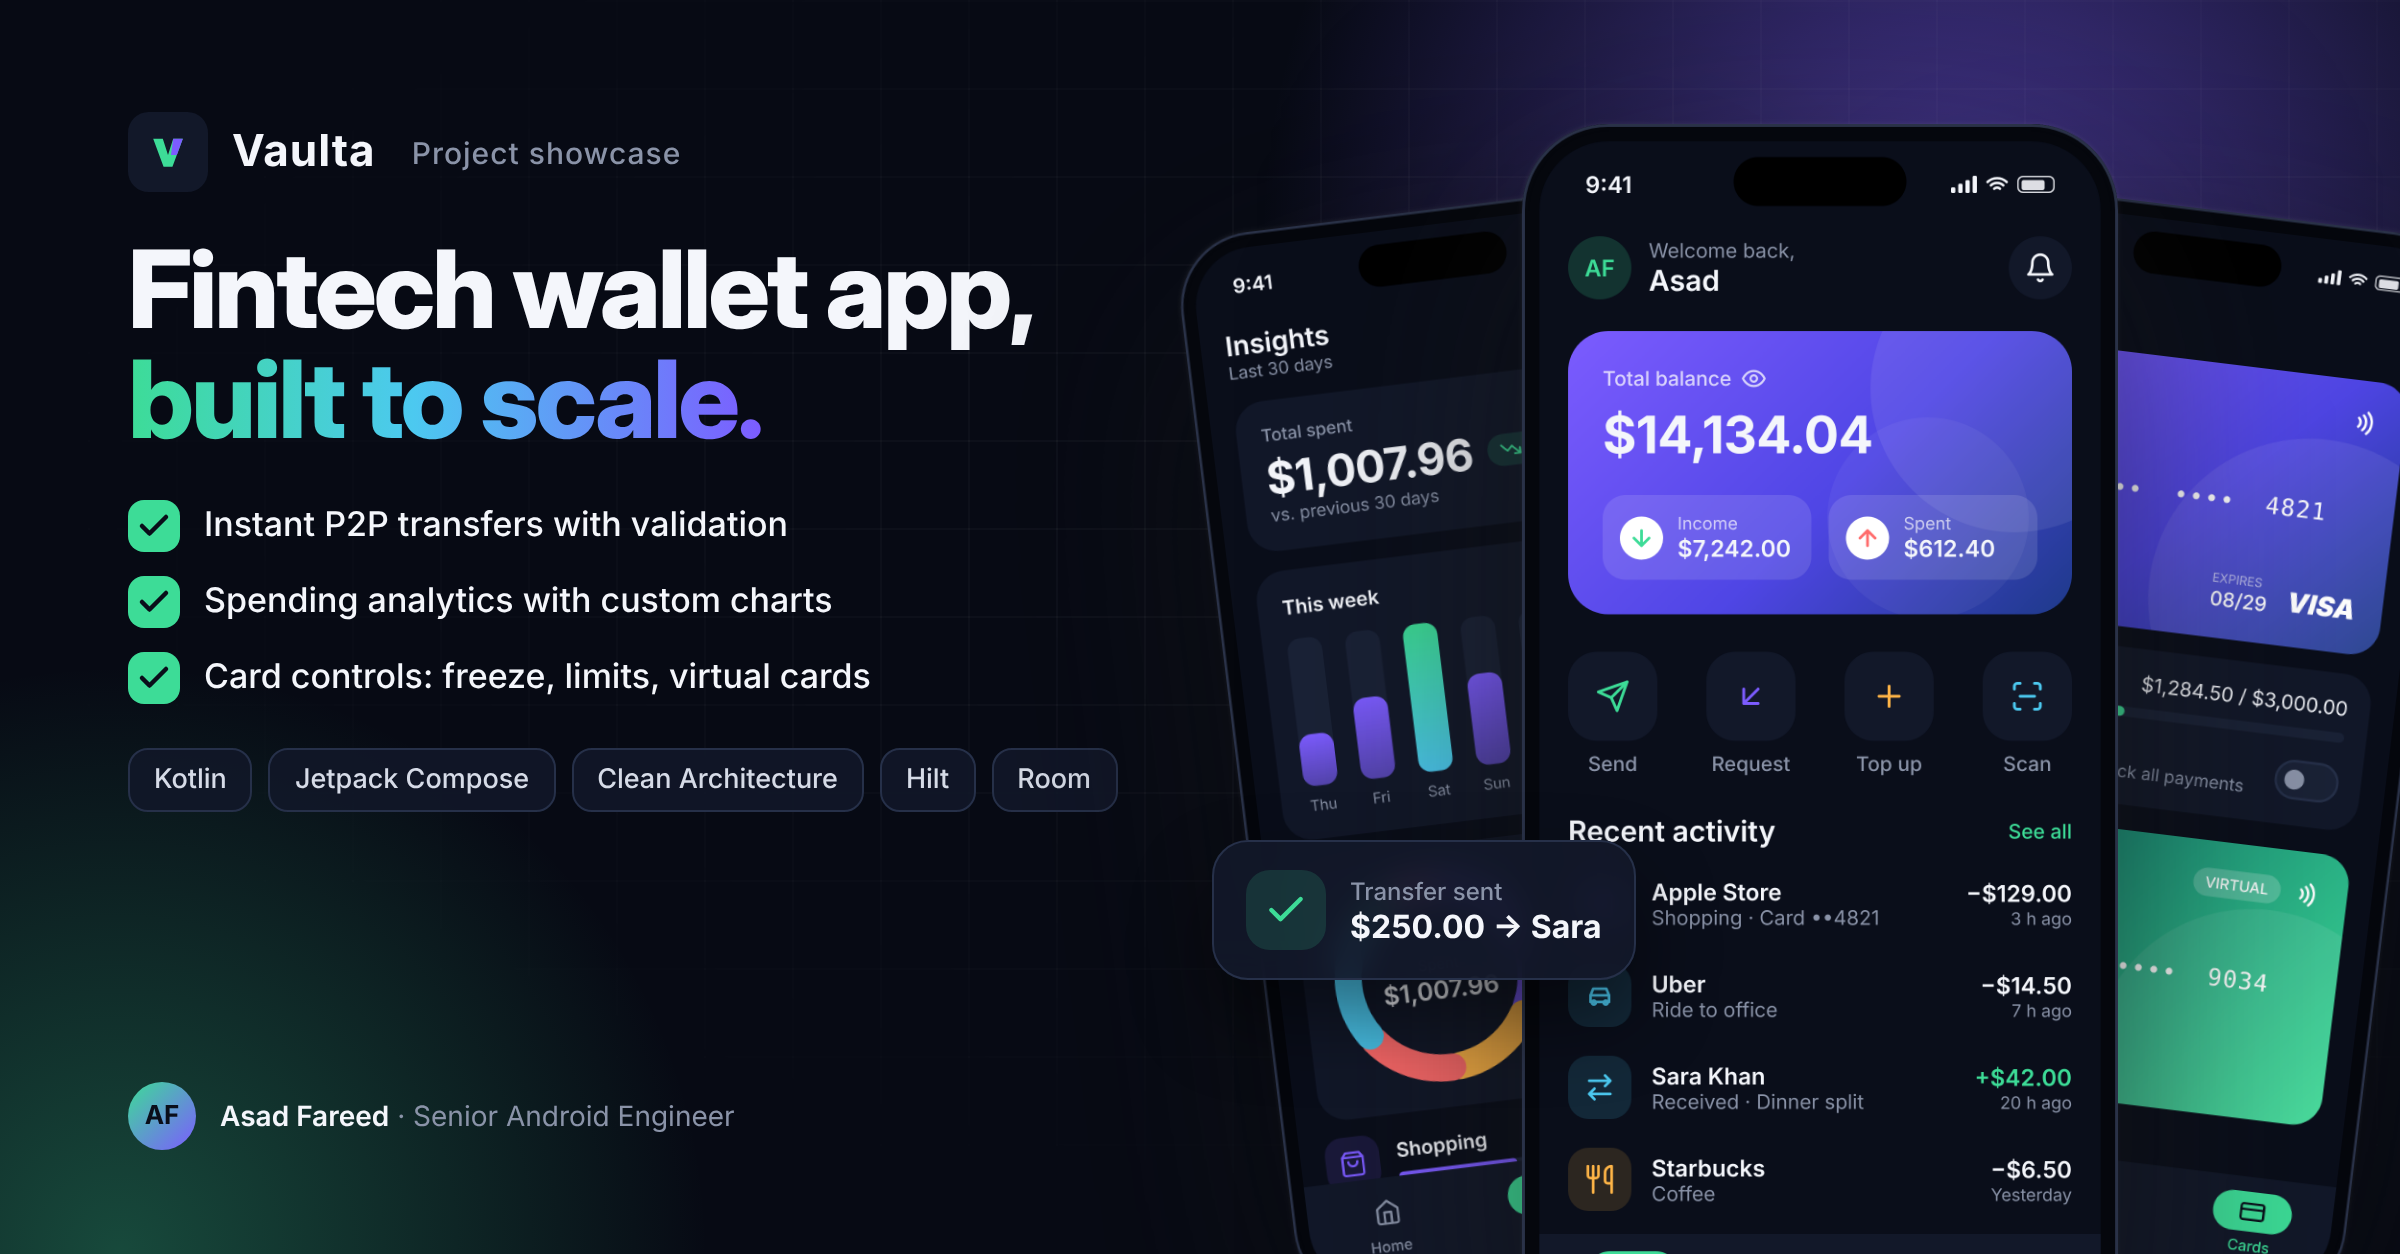 Vaulta Project showcase
Fintech wallet app,
built to scale.
Instant P2P transfers with validation
Spending analytics with custom charts
Card controls: freeze, limits, virtual cards
Kotlin
Jetpack Compose
Clean Architecture
Hilt
Room
AF Asad Fareed · Senior Android Engineer
9:41
Insights
Last 30 days
Total spent
$1,007.96
vs. previous 30 days
This week
Thu Fri Sat Sun
$1,007.96
Shopping
Home
Transfer sent
$250.00 → Sara
9:41
AF
Welcome back,
Asad
Total balance
$14,134.04
Income
$7,242.00
Spent
$612.40
Send Request Top up Scan
Recent activity See all
Apple Store −$129.00
Shopping · Card ••4821 3 h ago
Uber −$14.50
Ride to office 7 h ago
Sara Khan +$42.00
Received · Dinner split 20 h ago
Starbucks −$6.50
Coffee Yesterday
•• •••• 4821
EXPIRES
08/29 VISA
$1,284.50 / $3,000.00
all payments
VIRTUAL
•••• 9034
Cards